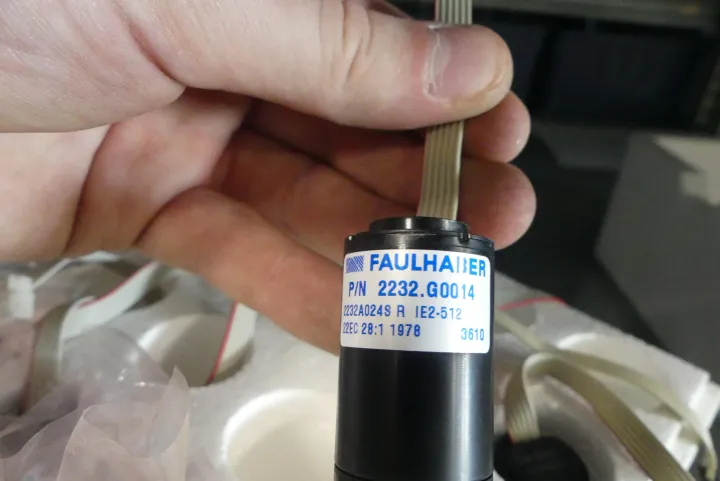 FAULHABER
P/N 2232.G0014
2232A024S R IE2-512
22EC 28:1 1978 3610